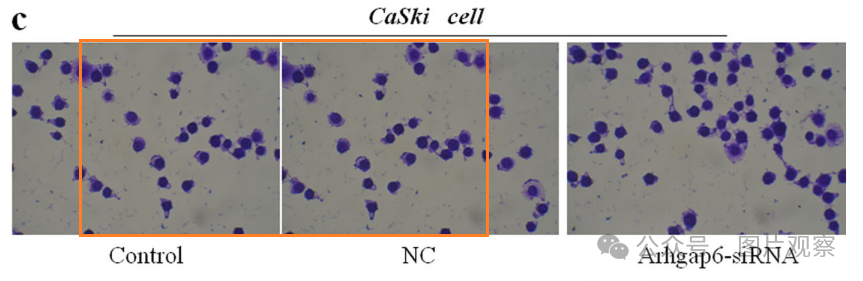 c
CaSki cell
Control
NC
Arhgap6-siRNA
公众号 · 图片观察